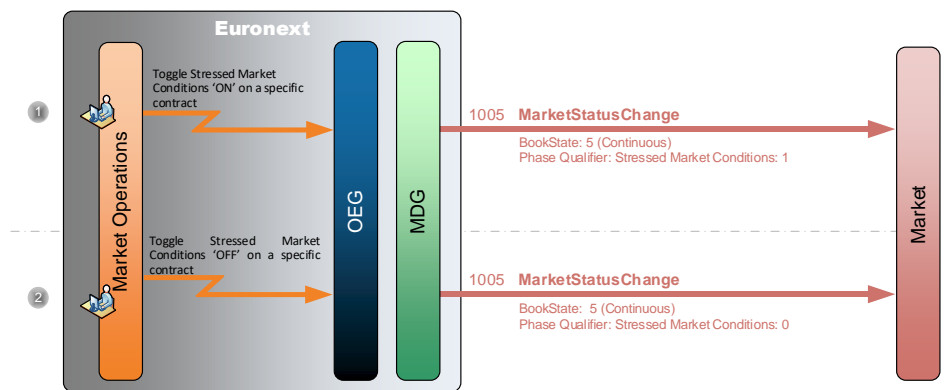 Euronext
Toggle Stressed Market
Conditions ‘ON’ on a specific
contract
1
1005 MarketStatusChange
BookState: 5 (Continuous)
Phase Qualifier: Stressed Market Conditions: 1
Market Operations
OEG
MDG
Market
Toggle Stressed Market
Conditions ‘OFF’ on a specific
contract
2
1005 MarketStatusChange
BookState: 5 (Continuous)
Phase Qualifier: Stressed Market Conditions: 0